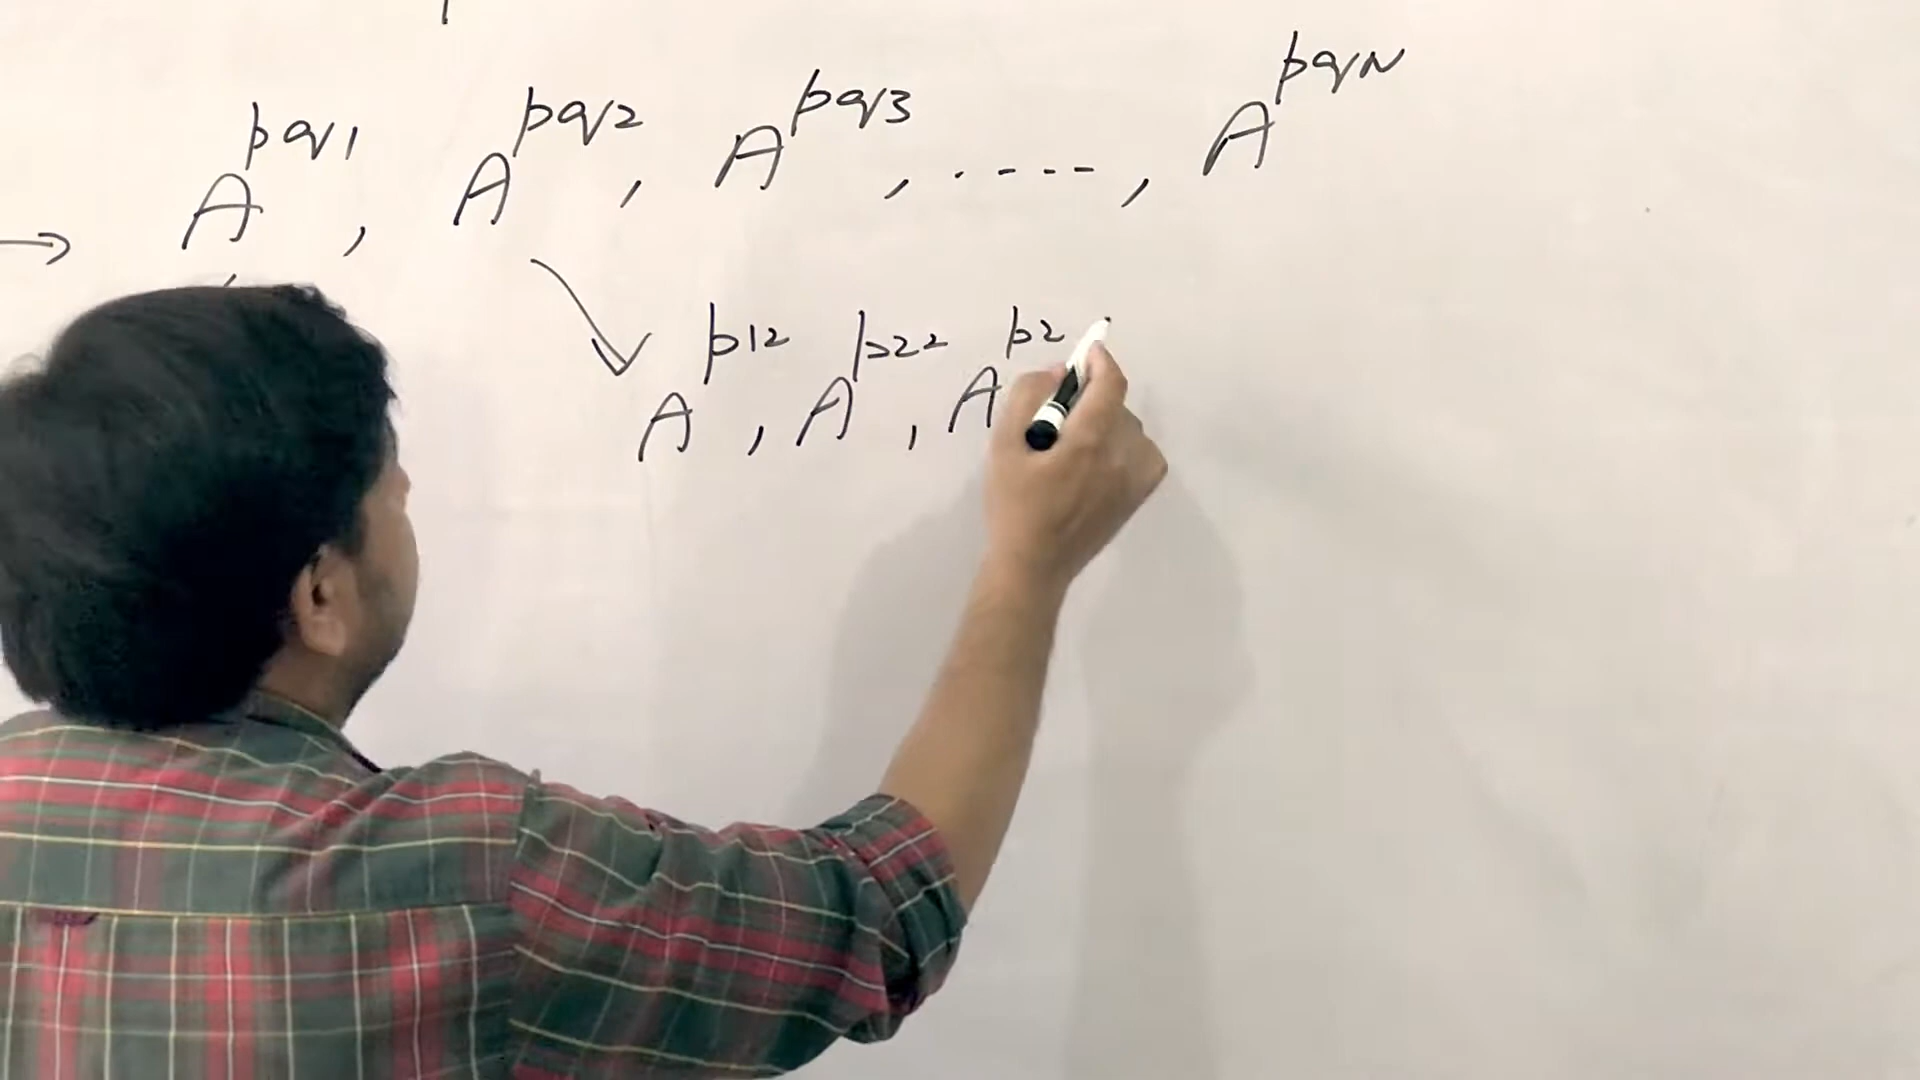 → A^{pq1}, A^{pq2}, A^{pq3}, ·----, A^{pqN}
A^{p12}, A^{p22}, A^{p2